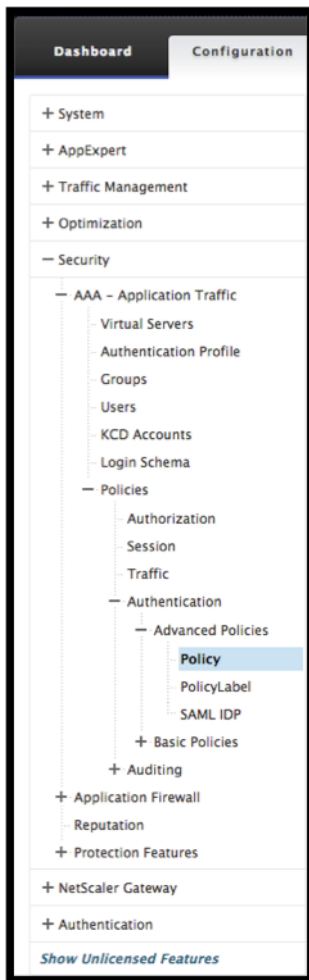 Dashboard Configuration
+ System
+ AppExpert
+ Traffic Management
+ Optimization
− Security
− AAA – Application Traffic
Virtual Servers
Authentication Profile
Groups
Users
KCD Accounts
Login Schema
− Policies
Authorization
Session
Traffic
− Authentication
− Advanced Policies
Policy
PolicyLabel
SAML IDP
+ Basic Policies
+ Auditing
+ Application Firewall
Reputation
+ Protection Features
+ NetScaler Gateway
+ Authentication
Show Unlicensed Features